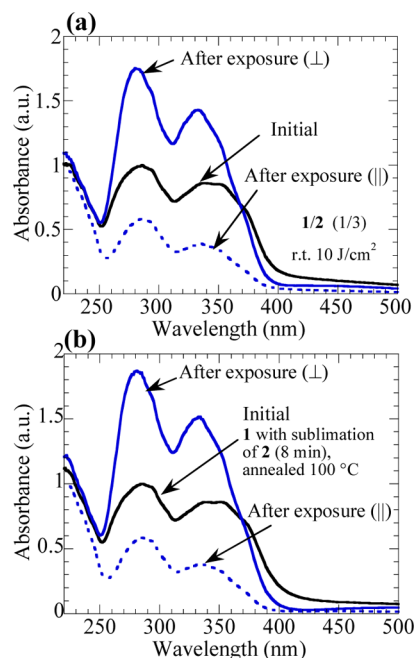 (a)
2
1.5
1
0.5
0
Absorbance (a.u.)
After exposure (⊥)
Initial
After exposure (||)
1/2 (1/3)
r.t. 10 J/cm²
250 300 350 400 450 500
Wavelength (nm)
(b)
2
1.5
1
0.5
0
Absorbance (a.u.)
After exposure (⊥)
Initial
1 with sublimation
of 2 (8 min),
annealed 100 °C
After exposure (||)
250 300 350 400 450 500
Wavelength (nm)